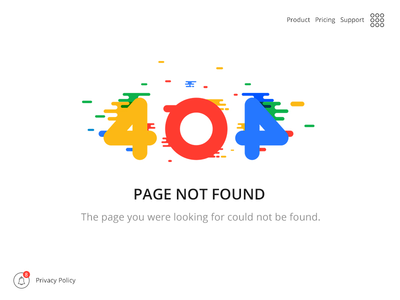 Product Pricing Support
404
PAGE NOT FOUND
The page you were looking for could not be found.
Privacy Policy